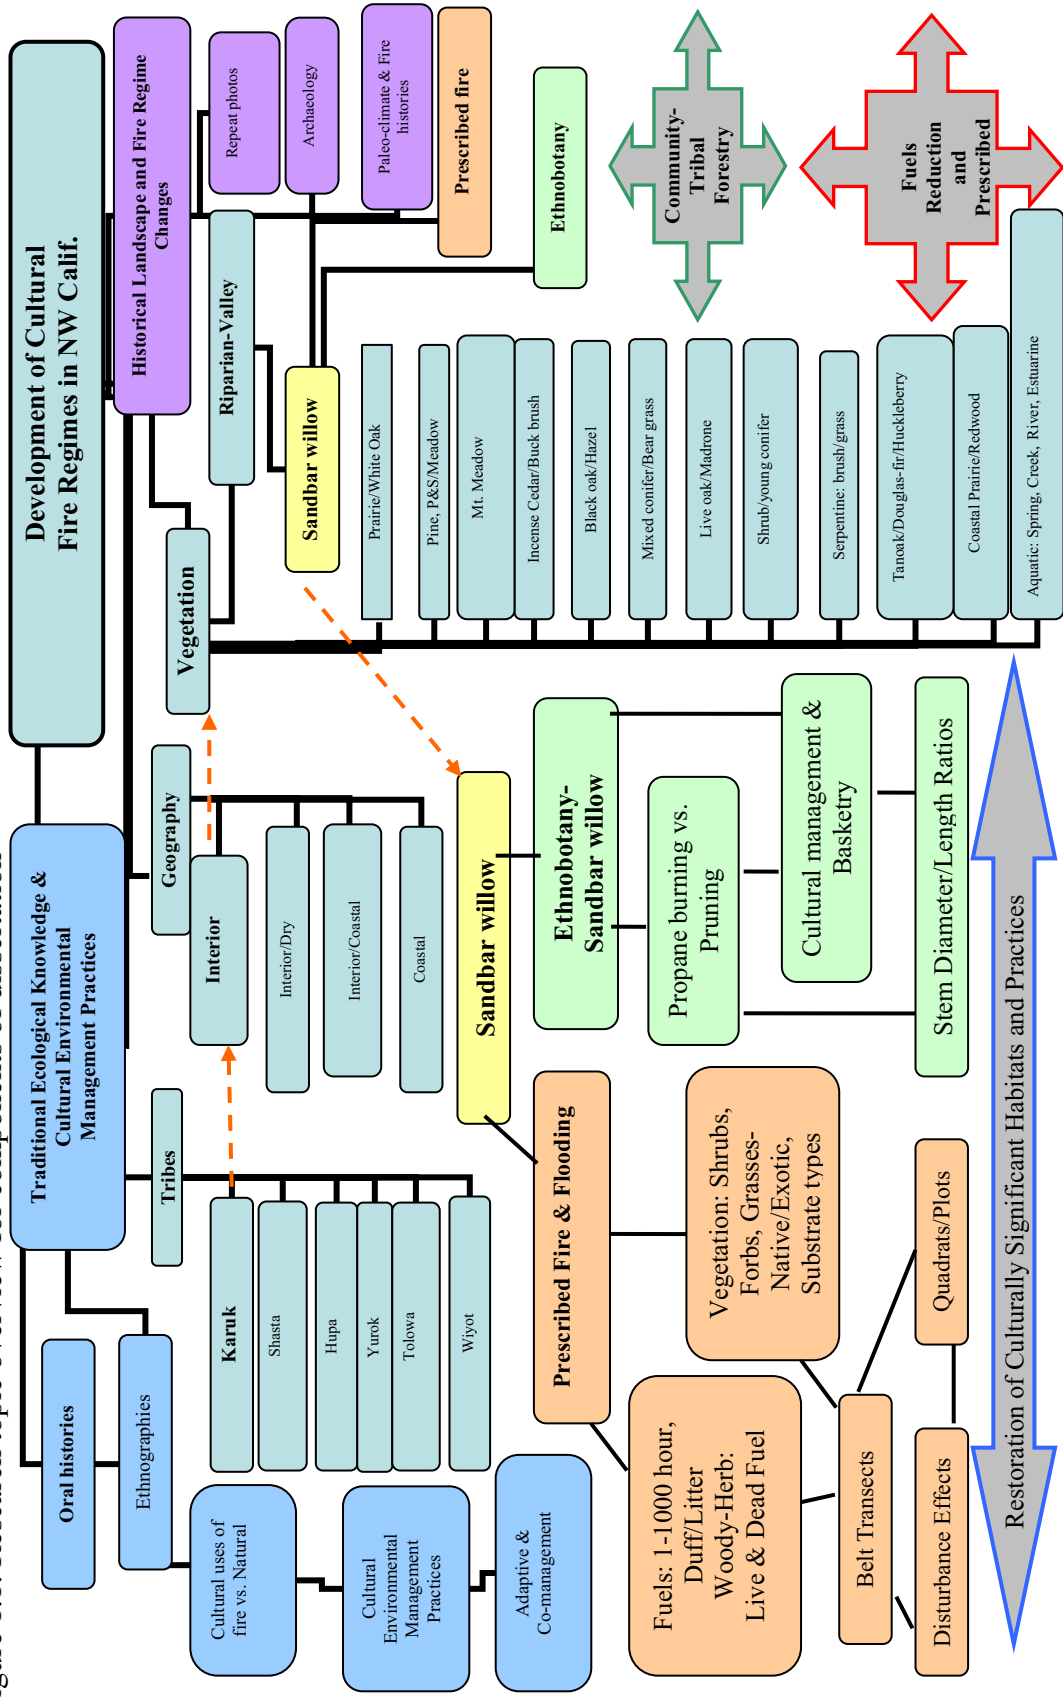 Development of Cultural
Fire Regimes in NW Calif.
Traditional Ecological Knowledge &
Cultural Environmental
Management Practices
Historical Landscape and Fire Regime
Changes
Oral histories
Ethnographies
Cultural uses of
fire vs. Natural
Cultural
Environmental
Management
Practices
Adaptive &
Co-management
Tribes
Karuk
Shasta
Hupa
Yurok
Tolowa
Wiyot
Geography
Interior
Interior/Dry
Interior/Coastal
Coastal
Vegetation
Riparian-Valley
Sandbar willow
Prairie/White Oak
Pine, P&S/Meadow
Mt. Meadow
Incense Cedar/Buck brush
Black oak/Hazel
Mixed conifer/Bear grass
Live oak/Madrone
Shrub/young conifer
Serpentine: brush/grass
Tanoak/Douglas-fir/Huckleberry
Coastal Prairie/Redwood
Aquatic: Spring, Creek, River, Estuarine
Repeat photos
Archaeology
Paleo-climate & Fire
histories
Prescribed fire
Ethnobotany
Community-
Tribal
Forestry
Fuels
Reduction
and
Prescribed
Sandbar willow
Prescribed Fire & Flooding
Fuels: 1-1000 hour,
Duff/Litter
Woody-Herb:
Live & Dead Fuel
Vegetation: Shrubs,
Forbs, Grasses-
Native/Exotic,
Substrate types
Belt Transects
Disturbance Effects
Quadrats/Plots
Ethnobotany-
Sandbar willow
Propane burning vs.
Pruning
Cultural management &
Basketry
Stem Diameter/Length Ratios
Restoration of Culturally Significant Habitats and Practices